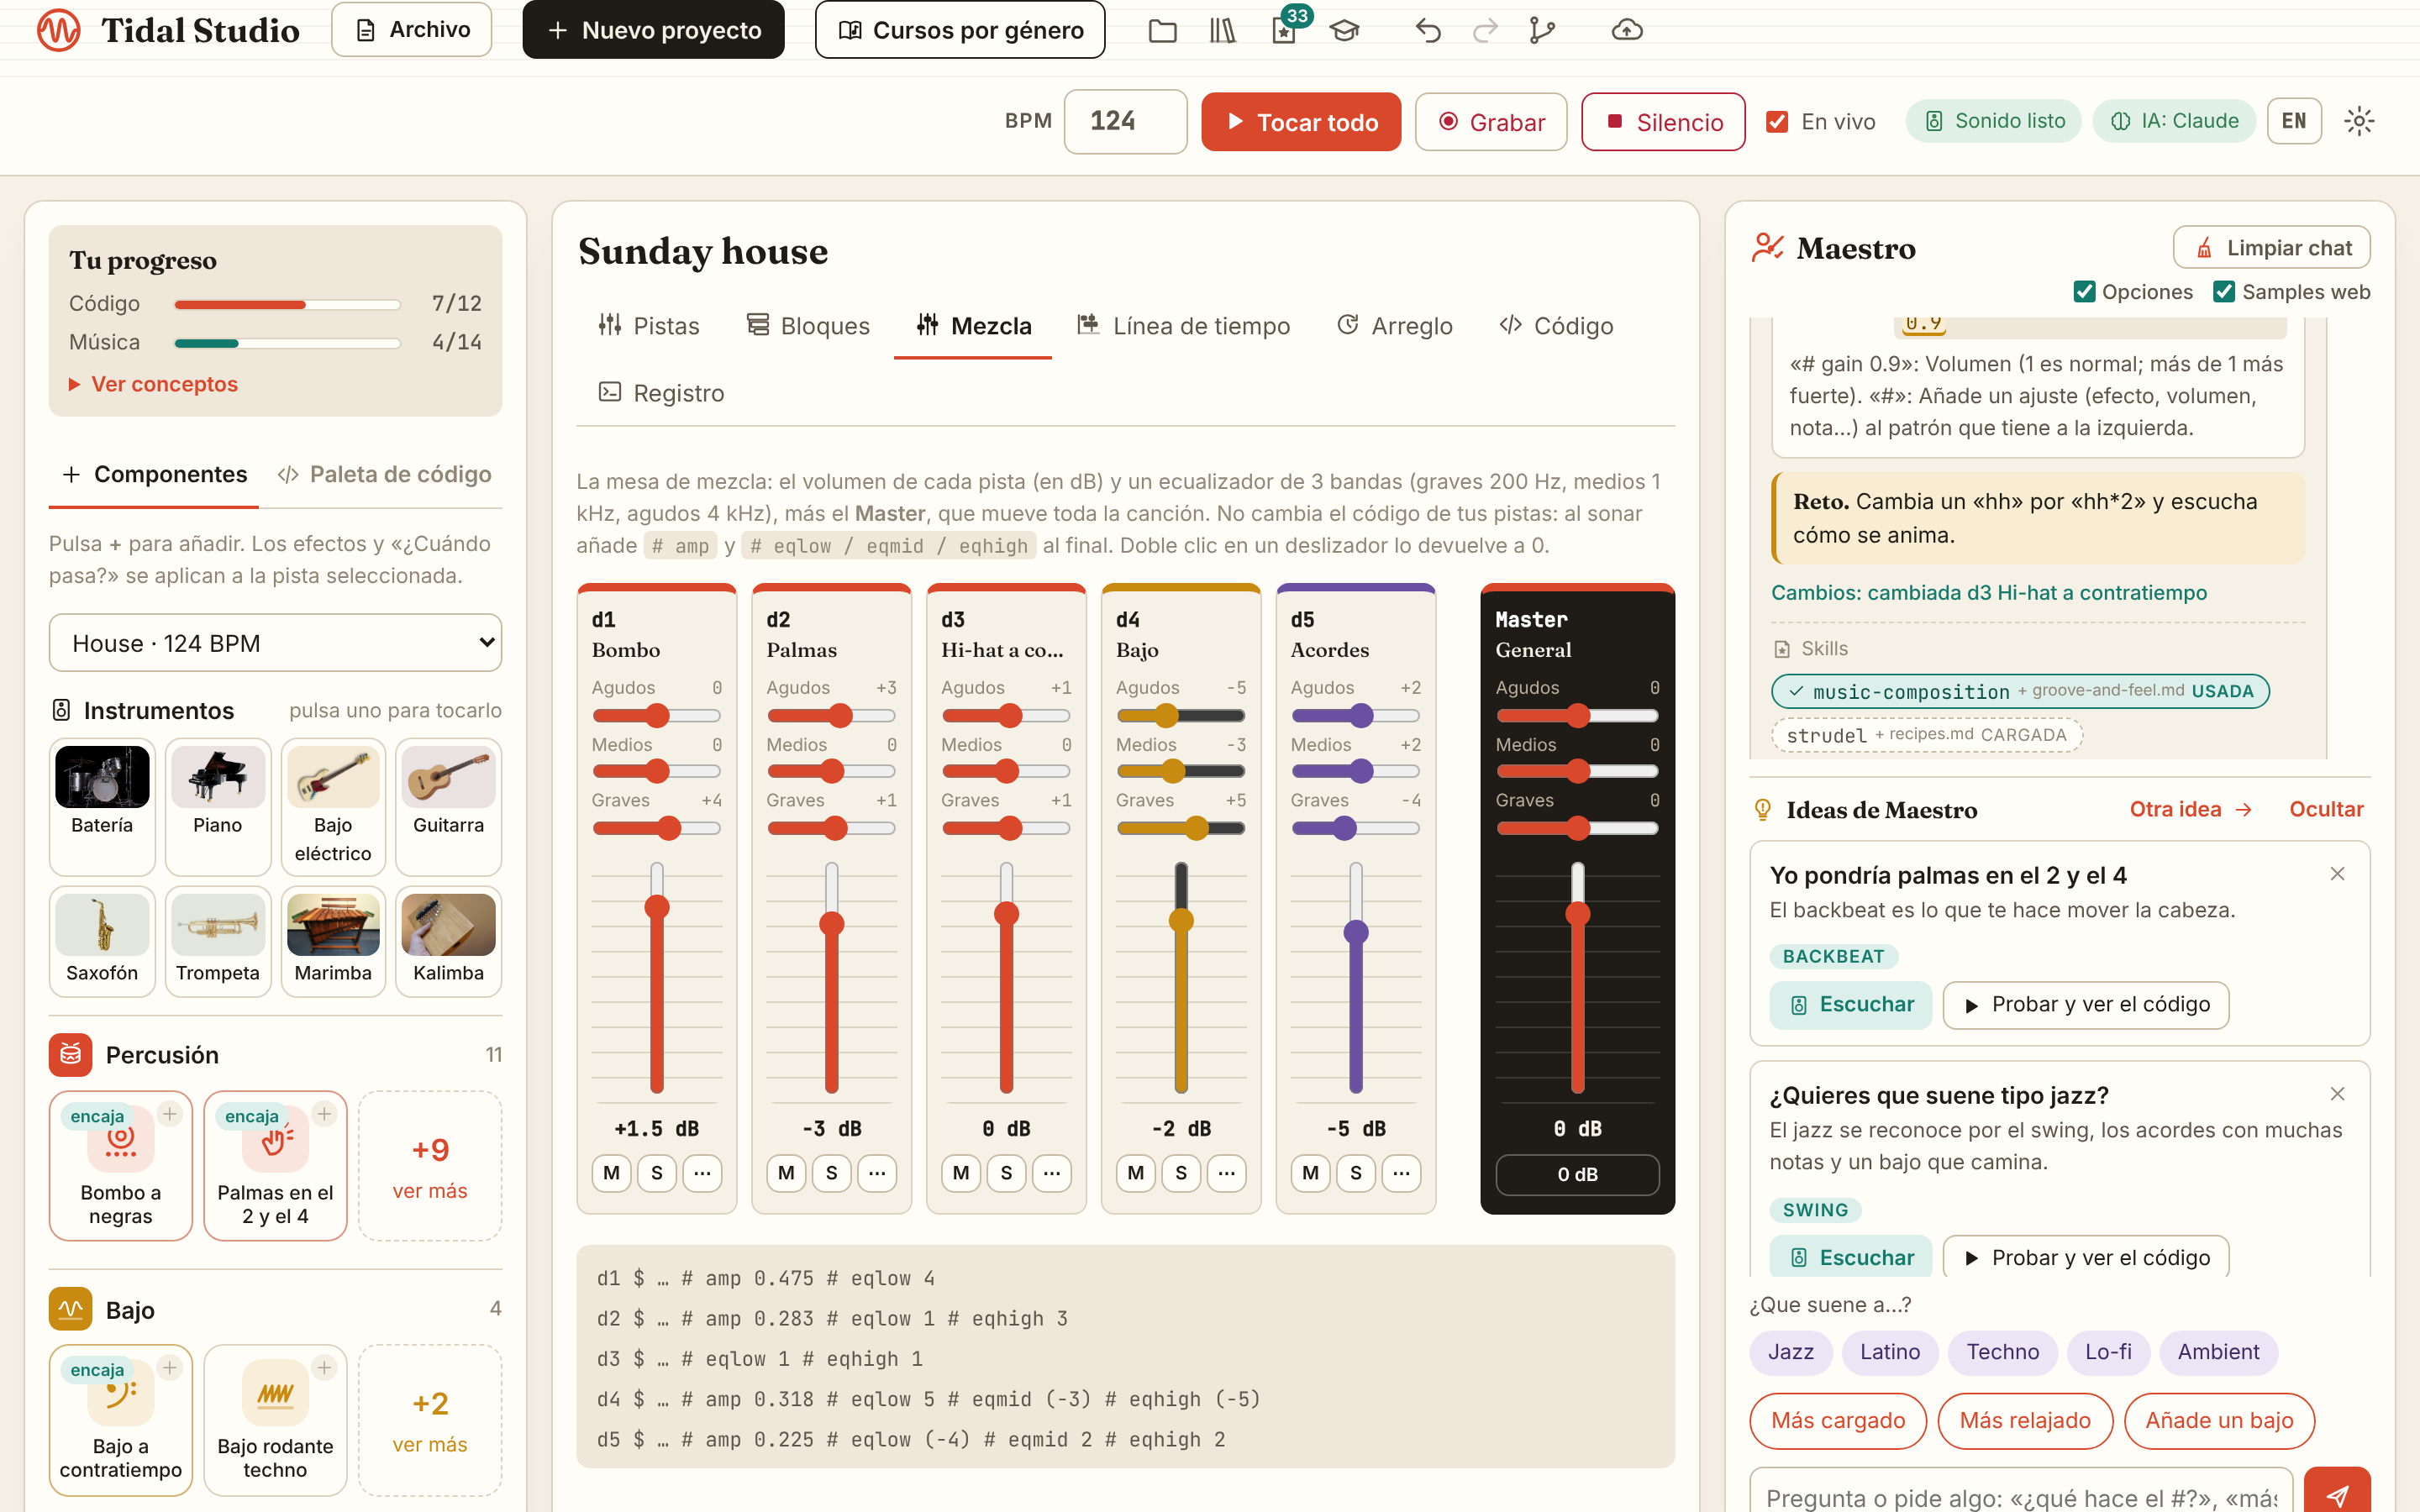 Tidal Studio
Archivo
Nuevo proyecto
Cursos por género
33
BPM
124
Tocar todo
Grabar
Silencio
En vivo
Sonido listo
IA: Claude
EN
Tu progreso
Código 7/12
Música 4/14
Ver conceptos
Componentes
Paleta de código
Pulsa + para añadir. Los efectos y «¿Cuándo
pasa?» se aplican a la pista seleccionada.
House · 124 BPM
Instrumentos
pulsa uno para tocarlo
Batería
Piano
Bajo
eléctrico
Guitarra
Saxofón
Trompeta
Marimba
Kalimba
Percusión
11
encaja
Bombo a
negras
encaja
Palmas en el
2 y el 4
+9
ver más
Bajo
4
encaja
Bajo a
contratiempo
Bajo rodante
techno
+2
ver más
Sunday house
Pistas
Bloques
Mezcla
Línea de tiempo
Arreglo
Código
Registro
La mesa de mezcla: el volumen de cada pista (en dB) y un ecualizador de 3 bandas (graves 200 Hz, medios 1
kHz, agudos 4 kHz), más el Master, que mueve toda la canción. No cambia el código de tus pistas: al sonar
añade # amp y # eqlow / eqmid / eqhigh al final. Doble clic en un deslizador lo devuelve a 0.
d1
Bombo
Agudos 0
Medios 0
Graves +4
+1.5 dB
M S ···
d2
Palmas
Agudos +3
Medios 0
Graves +1
-3 dB
M S ···
d3
Hi-hat a co...
Agudos +1
Medios 0
Graves +1
0 dB
M S ···
d4
Bajo
Agudos -5
Medios -3
Graves +5
-2 dB
M S ···
d5
Acordes
Agudos +2
Medios +2
Graves -4
-5 dB
M S ···
Master
General
Agudos 0
Medios 0
Graves 0
0 dB
0 dB
d1 $ … # amp 0.475 # eqlow 4
d2 $ … # amp 0.283 # eqlow 1 # eqhigh 3
d3 $ … # eqlow 1 # eqhigh 1
d4 $ … # amp 0.318 # eqlow 5 # eqmid (-3) # eqhigh (-5)
d5 $ … # amp 0.225 # eqlow (-4) # eqmid 2 # eqhigh 2
Maestro
Limpiar chat
Opciones
Samples web
0.9
«# gain 0.9»: Volumen (1 es normal; más de 1 más
fuerte). «#»: Añade un ajuste (efecto, volumen,
nota...) al patrón que tiene a la izquierda.
Reto. Cambia un «hh» por «hh*2» y escucha
cómo se anima.
Cambios: cambiada d3 Hi-hat a contratiempo
Skills
music-composition + groove-and-feel.md USADA
strudel + recipes.md CARGADA
Ideas de Maestro
Otra idea →
Ocultar
Yo pondría palmas en el 2 y el 4
El backbeat es lo que te hace mover la cabeza.
BACKBEAT
Escuchar
Probar y ver el código
¿Quieres que suene tipo jazz?
El jazz se reconoce por el swing, los acordes con muchas
notas y un bajo que camina.
SWING
Escuchar
Probar y ver el código
¿Que suene a...?
Jazz
Latino
Techno
Lo-fi
Ambient
Más cargado
Más relajado
Añade un bajo
Pregunta o pide algo: «¿qué hace el #?», «más